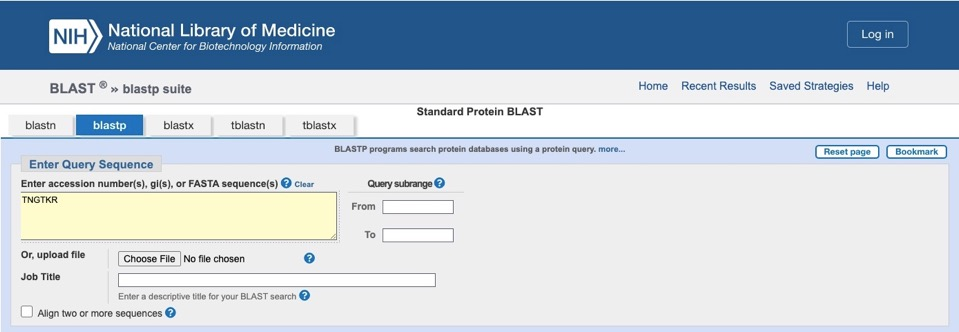 NIH National Library of Medicine
National Center for Biotechnology Information
Log in
BLAST ® » blastp suite
Home Recent Results Saved Strategies Help
Standard Protein BLAST
blastn blastp blastx tblastn tblastx
BLASTP programs search protein databases using a protein query. more...
Reset page Bookmark
Enter Query Sequence
Enter accession number(s), gi(s), or FASTA sequence(s) ? Clear
Query subrange ?
TNGTKR
From
To
Or, upload file Choose File No file chosen ?
Job Title
Enter a descriptive title for your BLAST search ?
Align two or more sequences ?